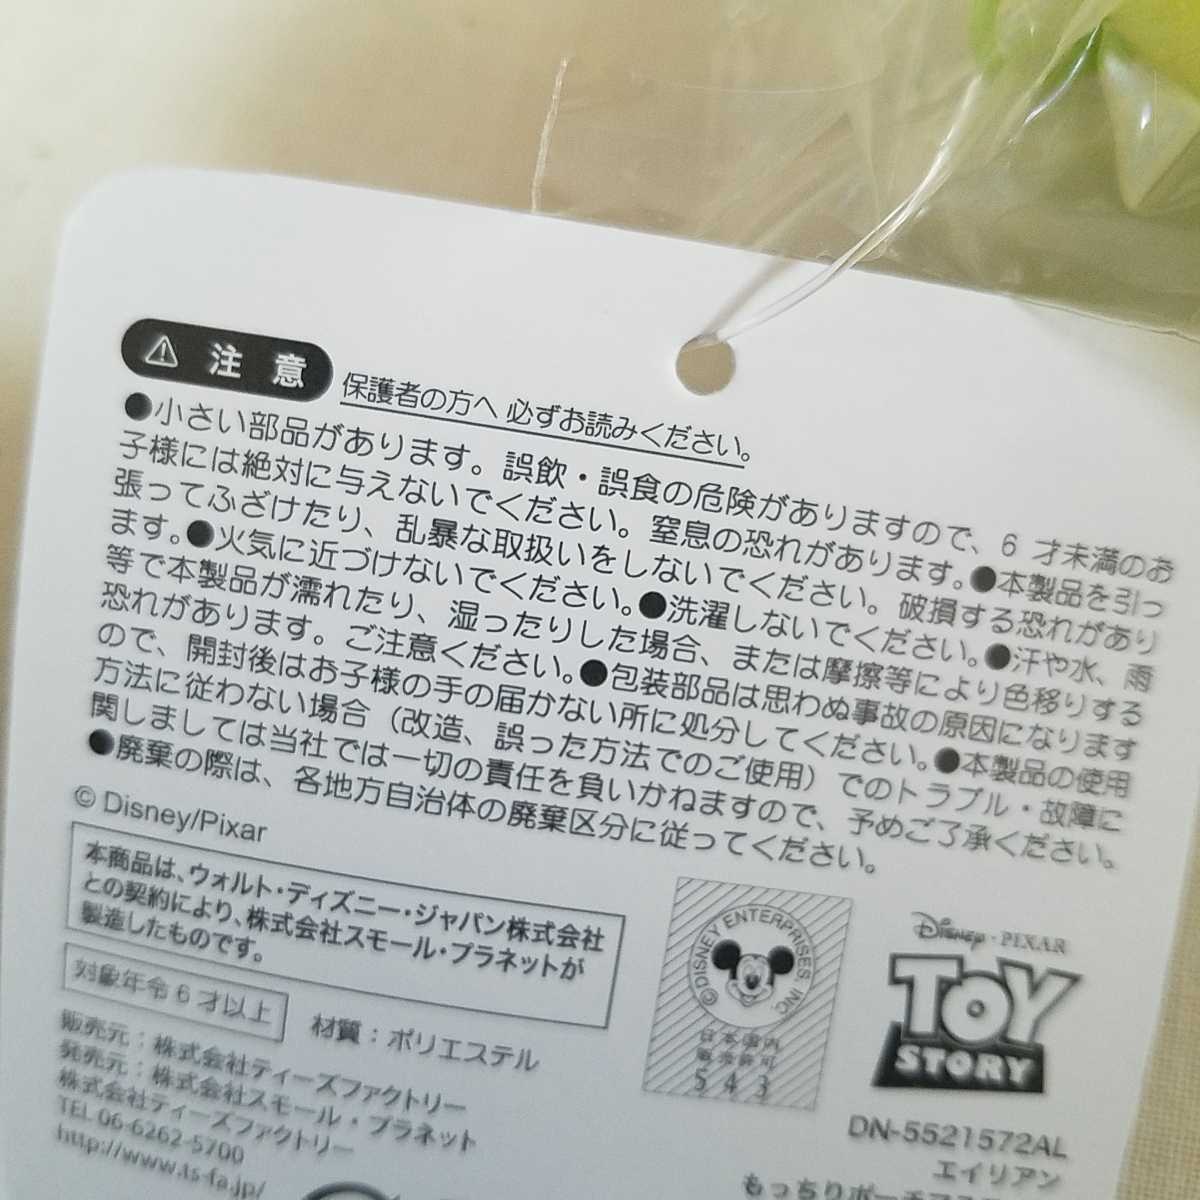 ⚠ 注意 保護者の方へ 必ずお読みください。
●小さい部品があります。誤飲・誤食の危険がありますので、6 才未満のお
子様には絶対に与えないでください。窒息の恐れがあります。●本製品を引っ
張ってふざけたり、乱暴な取扱いをしないでください。破損する恐れがあり
ます。●火気に近づけないでください。●洗濯しないでください。●汗や水、雨
等で本製品が濡れたり、湿ったりした場合、または摩擦等により色移りする
恐れがあります。ご注意ください。●包装部品は思わぬ事故の原因になります
ので、開封後はお子様の手の届かない所に処分してください。●本製品の使用
方法に従わない場合（改造、誤った方法でのご使用）でのトラブル・故障に
関しましては当社では一切の責任を負いかねますので、予めご了承ください。
●廃棄の際は、各地方自治体の廃棄区分に従ってください。
© Disney/Pixar
本商品は、ウォルト・ディズニー・ジャパン株式会社
との契約により、株式会社スモール・プラネットが
製造したものです。
対象年令 6 才以上
材質：ポリエステル
販売元：株式会社ティーズファクトリー
発売元：株式会社スモール・プラネット
株式会社ティーズファクトリー
TEL 06-6262-5700
http://www.ts-fa.jp/
©DISNEY ENTERPRISES, INC
日本国内
販売許可
543
Disney・PIXAR
TOY
STORY
DN-5521572AL
エイリアン